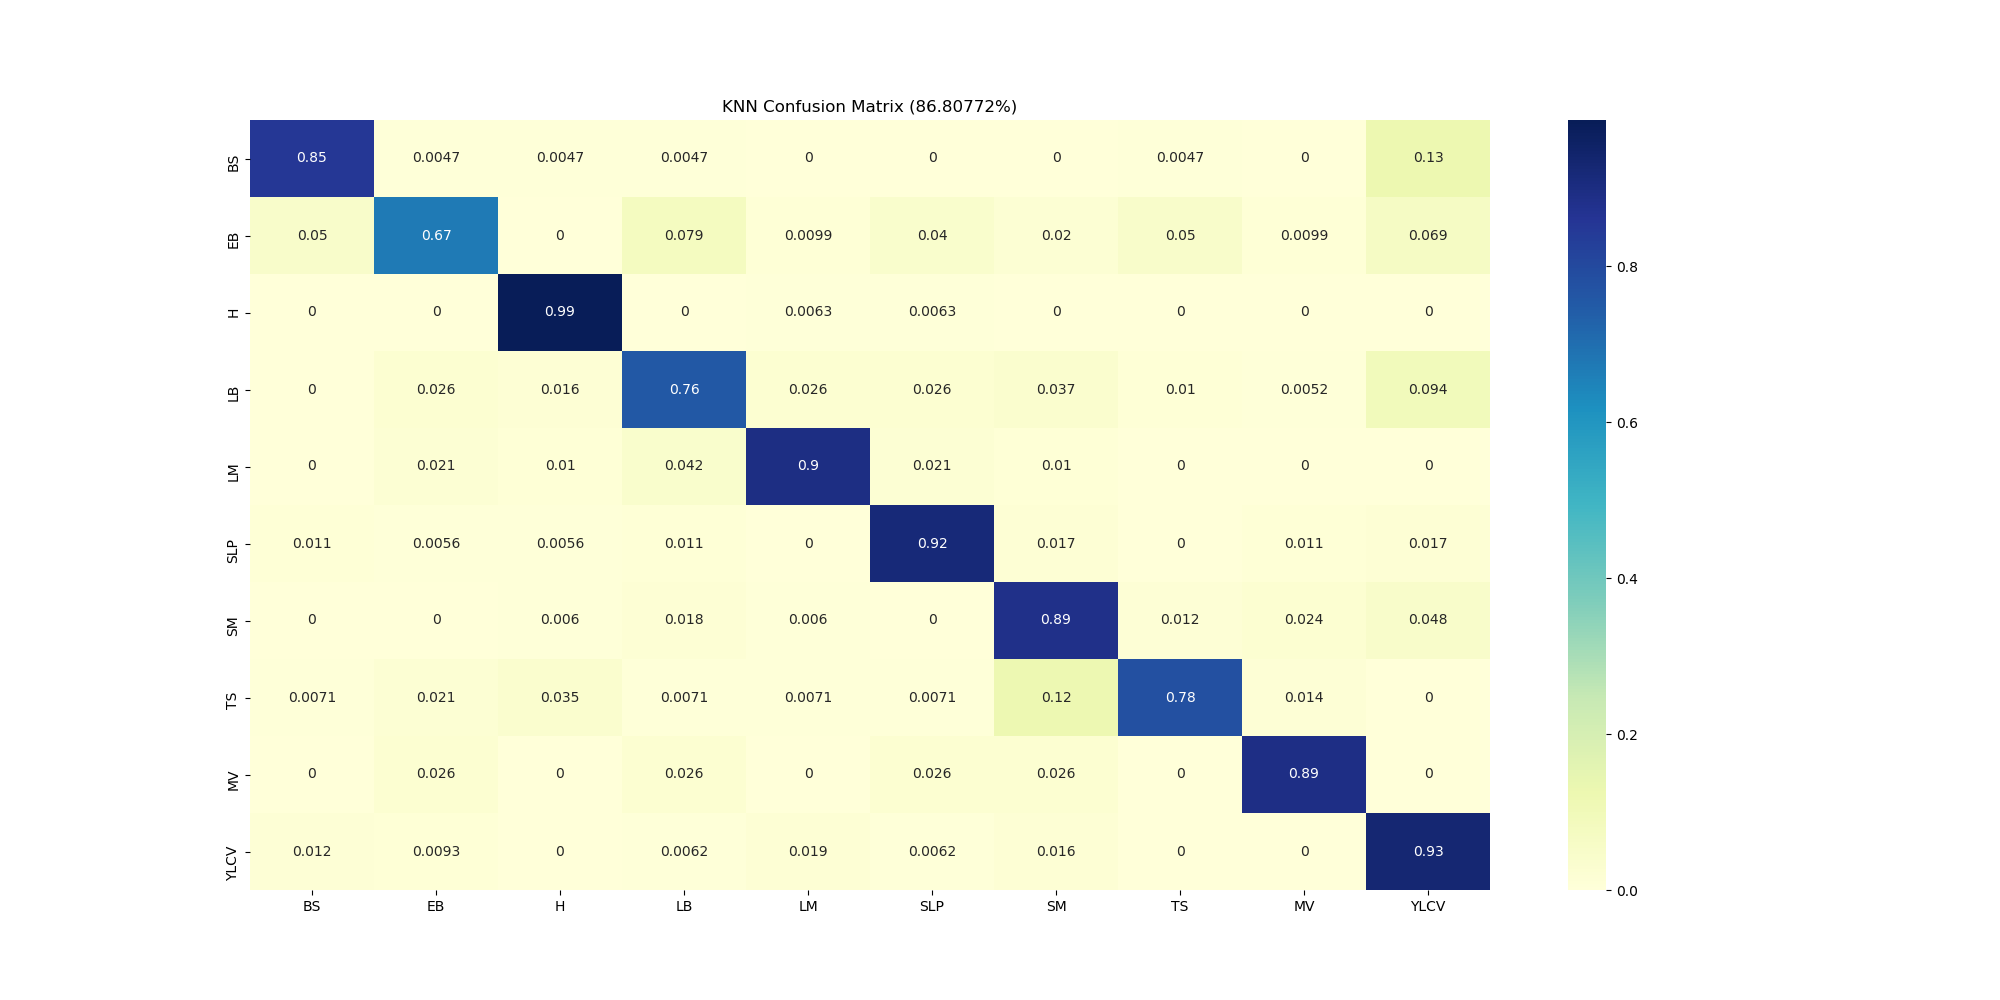 KNN Confusion Matrix (86.80772%)
BS 0.85 0.0047 0.0047 0.0047 0 0 0 0.0047 0 0.13
EB 0.05 0.67 0 0.079 0.0099 0.04 0.02 0.05 0.0099 0.069
0.8
H 0 0 0.99 0 0.0063 0.0063 0 0 0 0
LB 0 0.026 0.016 0.76 0.026 0.026 0.037 0.01 0.0052 0.094
0.6
LM 0 0.021 0.01 0.042 0.9 0.021 0.01 0 0 0
SLP 0.011 0.0056 0.0056 0.011 0 0.92 0.017 0 0.011 0.017
0.4
SM 0 0 0.006 0.018 0.006 0 0.89 0.012 0.024 0.048
TS 0.0071 0.021 0.035 0.0071 0.0071 0.0071 0.12 0.78 0.014 0
0.2
MV 0 0.026 0 0.026 0 0.026 0.026 0 0.89 0
YLCV 0.012 0.0093 0 0.0062 0.019 0.0062 0.016 0 0 0.93
0.0
BS EB H LB LM SLP SM TS MV YLCV